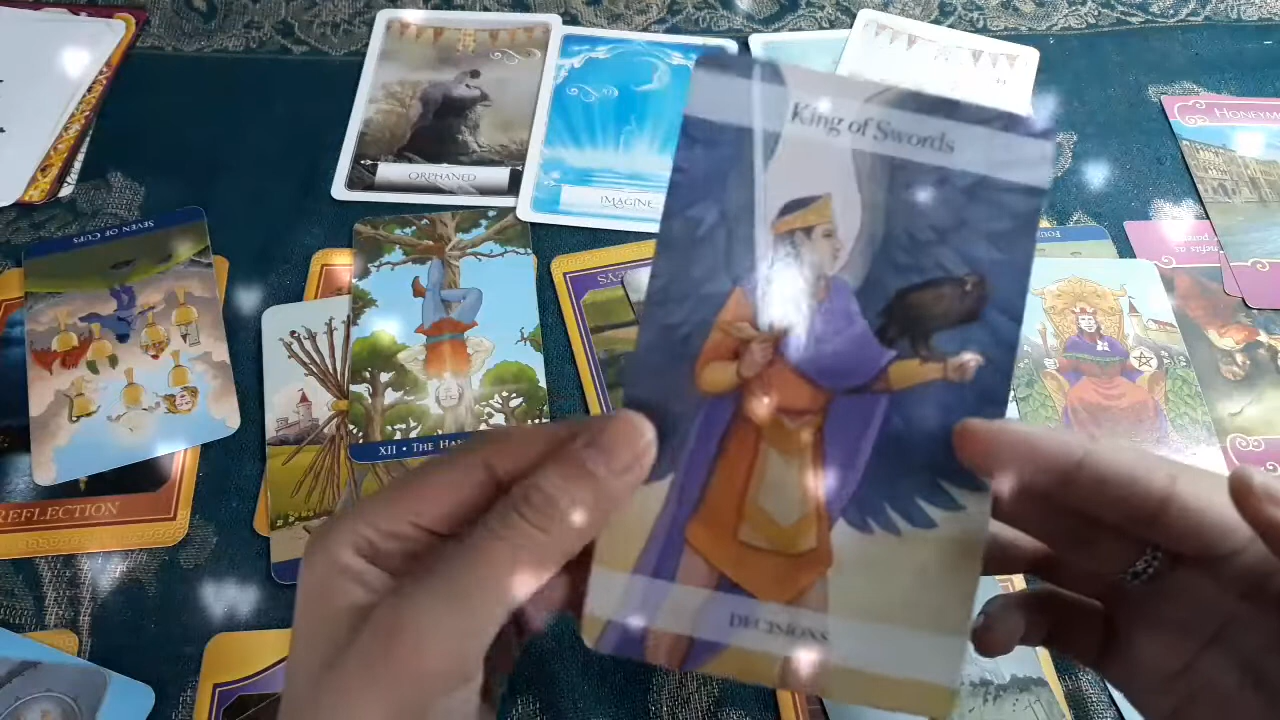 ORPHANED
IMAGINE
King of Swords
HONEYM
SEVEN OF CUPS
XII • THE HA
REFLECTION
DECISIONS